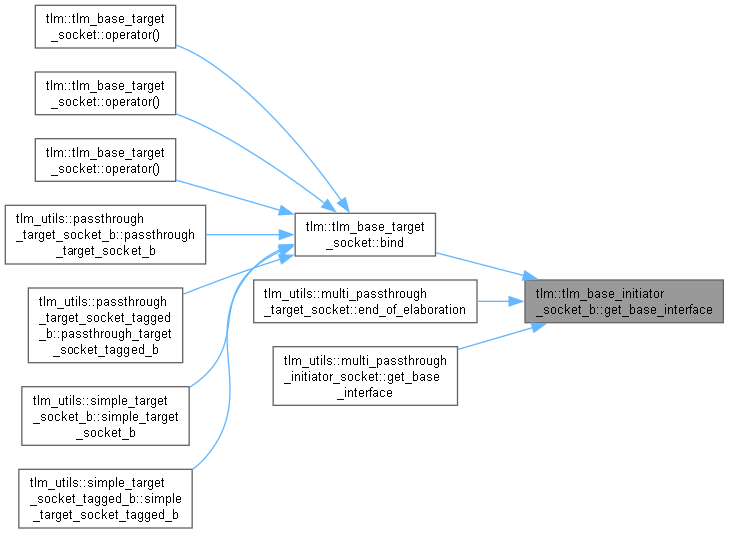 tlm::tlm_base_target
_socket::operator()
tlm::tlm_base_target
_socket::operator()
tlm::tlm_base_target
_socket::operator()
tlm_utils::passthrough
_target_socket_b::passthrough
_target_socket_b
tlm_utils::passthrough
_target_socket_tagged
_b::passthrough_target
_socket_tagged_b
tlm_utils::simple_target
_socket_b::simple_target
_socket_b
tlm_utils::simple_target
_socket_tagged_b::simple
_target_socket_tagged_b
tlm::tlm_base_target
_socket::bind
tlm_utils::multi_passthrough
_target_socket::end_of_elaboration
tlm_utils::multi_passthrough
_initiator_socket::get_base
_interface
tlm::tlm_base_initiator
_socket_b::get_base_interface